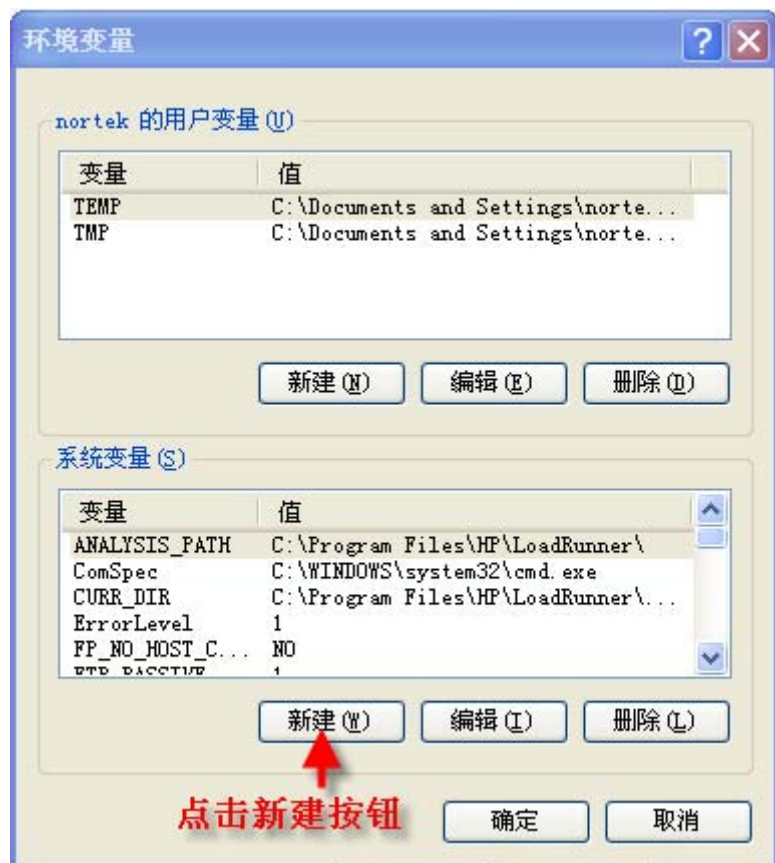 环境变量
nortek 的用户变量(U)
变量 值
TEMP C:\Documents and Settings\norte...
TMP C:\Documents and Settings\norte...
新建(N) 编辑(E) 删除(D)
系统变量(S)
变量 值
ANALYSIS_PATH C:\Program Files\HP\LoadRunner\
ComSpec C:\WINDOWS\system32\cmd.exe
CURR_DIR C:\Program Files\HP\LoadRunner\...
ErrorLevel 1
FP_NO_HOST_C... NO
新建(W) 编辑(I) 删除(L)
点击新建按钮
确定 取消